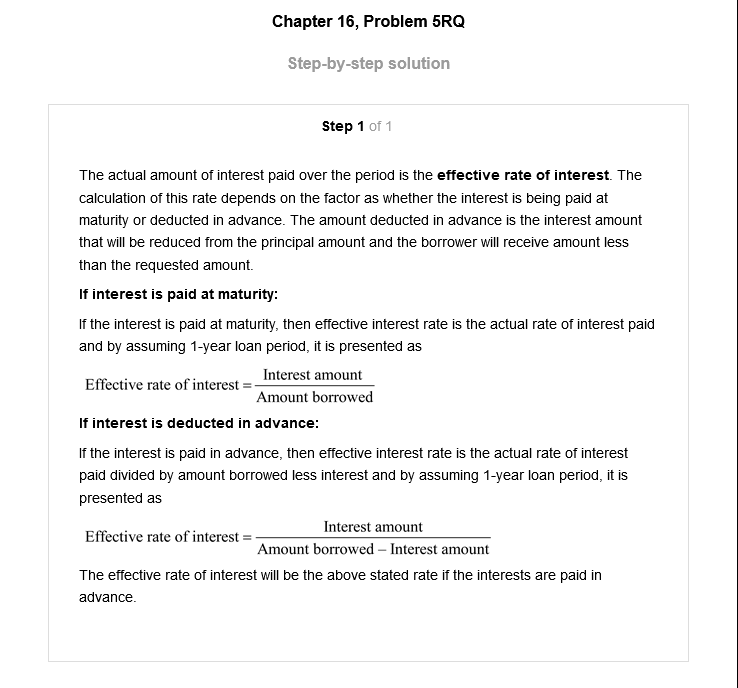 Chapter 16, Problem 5RQ
Step-by-step solution
Step 1 of 1
The actual amount of interest paid over the period is the effective rate of interest. The
calculation of this rate depends on the factor as whether the interest is being paid at
maturity or deducted in advance. The amount deducted in advance is the interest amount
that will be reduced from the principal amount and the borrower will receive amount less
than the requested amount.
If interest is paid at maturity:
If the interest is paid at maturity, then effective interest rate is the actual rate of interest paid
and by assuming 1-year loan period, it is presented as
Effective rate of interest = Interest amount
Amount borrowed
If interest is deducted in advance:
If the interest is paid in advance, then effective interest rate is the actual rate of interest
paid divided by amount borrowed less interest and by assuming 1-year loan period, it is
presented as
Effective rate of interest = Interest amount
Amount borrowed – Interest amount
The effective rate of interest will be the above stated rate if the interests are paid in
advance.